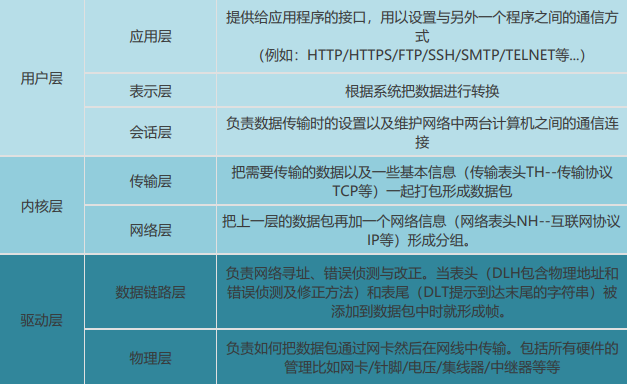 用户层
应用层
提供给应用程序的接口，用以设置与另外一个程序之间的通信方
式
（例如：HTTP/HTTPS/FTP/SSH/SMTP/TELNET等...）
表示层
根据系统把数据进行转换
会话层
负责数据传输时的设置以及维护网络中两台计算机之间的通信连
接
内核层
传输层
把需要传输的数据以及一些基本信息（传输表头TH--传输协议
TCP等）一起打包形成数据包
网络层
把上一层的数据包再加一个网络信息（网络表头NH--互联网协议
IP等）形成分组。
驱动层
数据链路层
负责网络寻址、错误侦测与改正。当表头（DLH包含物理地址和
错误侦测及修正方法）和表尾（DLT提示到达末尾的字符串）被
添加到数据包中时就形成帧。
物理层
负责如何把数据包通过网卡然后在网线中传输。包括所有硬件的
管理比如网卡/针脚/电压/集线器/中继器等等